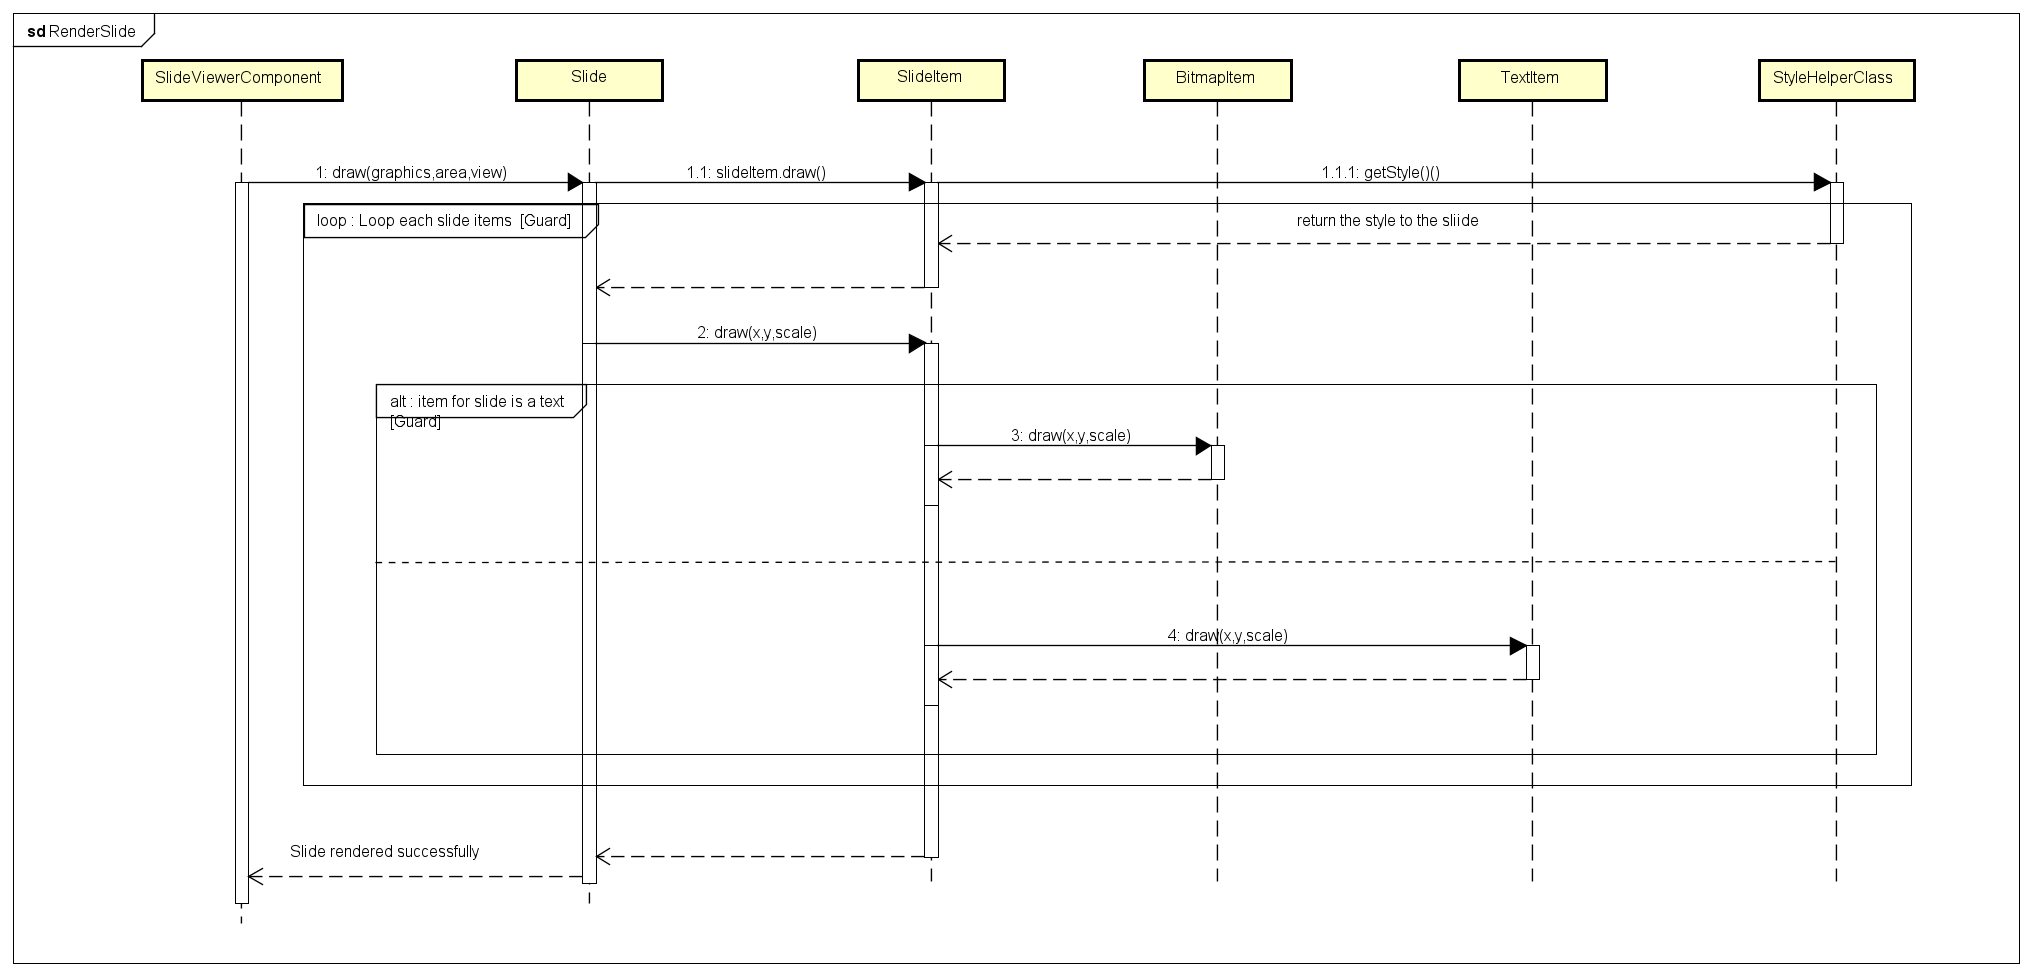 sd RenderSlide
SlideViewerComponent
Slide
SlideItem
BitmapItem
TextItem
StyleHelperClass
1: draw(graphics,area,view)
1.1: slideItem.draw()
1.1.1: getStyle()()
loop : Loop each slide items [Guard]
return the style to the sliide
2: draw(x,y,scale)
alt : item for slide is a text
[Guard]
3: draw(x,y,scale)
4: draw(x,y,scale)
Slide rendered successfully